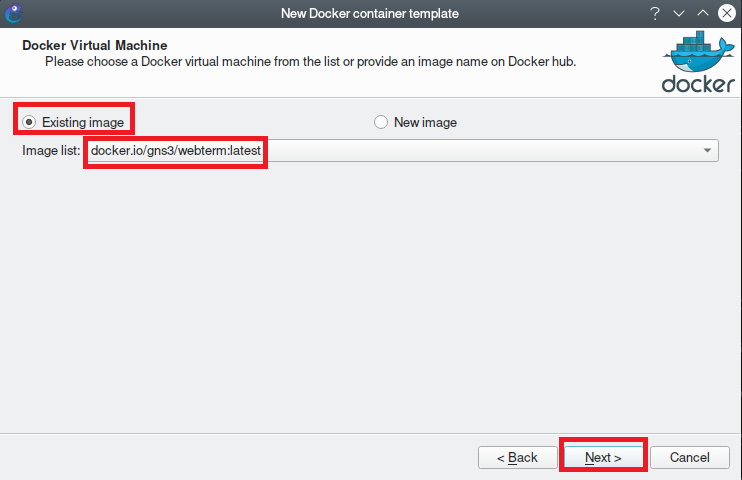 New Docker container template
Docker Virtual Machine
Please choose a Docker virtual machine from the list or provide an image name on Docker hub.
docker
Existing image
New image
Image list: docker.io/gns3/webterm:latest
< Back
Next >
Cancel